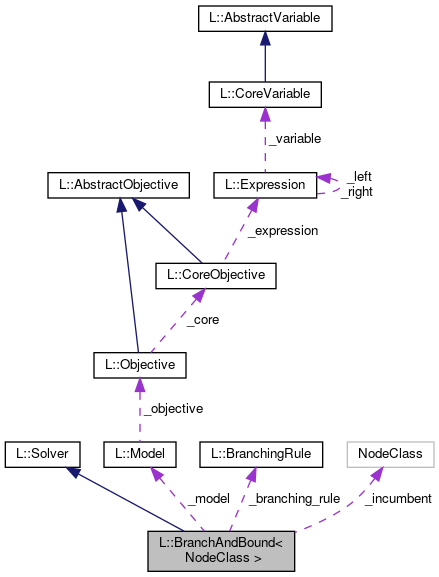 L::AbstractVariable
L::CoreVariable
_variable
L::AbstractObjective
L::Expression
_left
_right
_expression
L::CoreObjective
_core
L::Objective
_objective
L::Solver
L::Model
L::BranchingRule
NodeClass
_model
_branching_rule
_incumbent
L::BranchAndBound<
NodeClass >